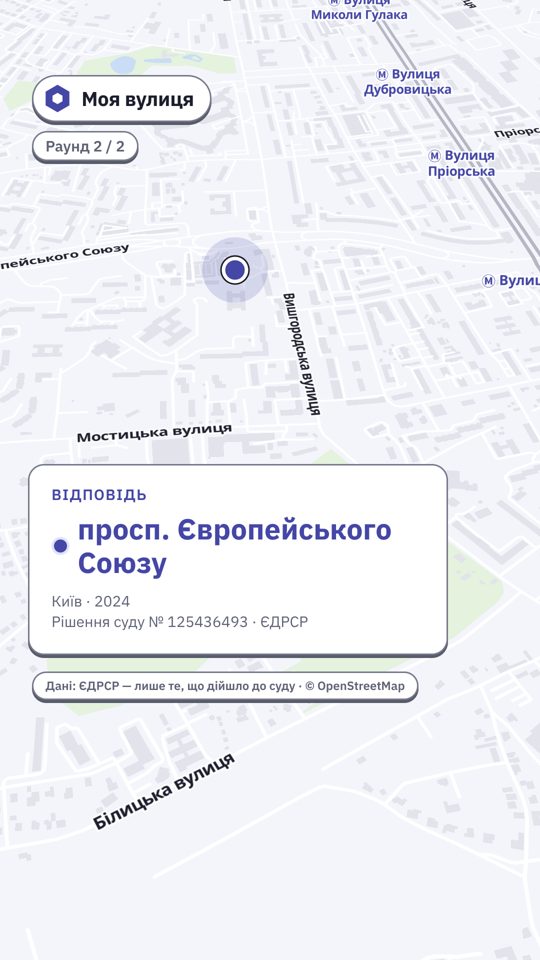 Вулиця
Миколи Гулака
М Вулиця
Дубровицька
Моя вулиця
Раунд 2 / 2
М Вулиця
Пріорська
пейського Союзу
Вишгородська вулиця
Мостицька вулиця
ВІДПОВІДЬ
просп. Європейського
Союзу
Київ · 2024
Рішення суду № 125436493 · ЄДРСР
Дані: ЄДРСР — лише те, що дійшло до суду · © OpenStreetMap
Білицька вулиця